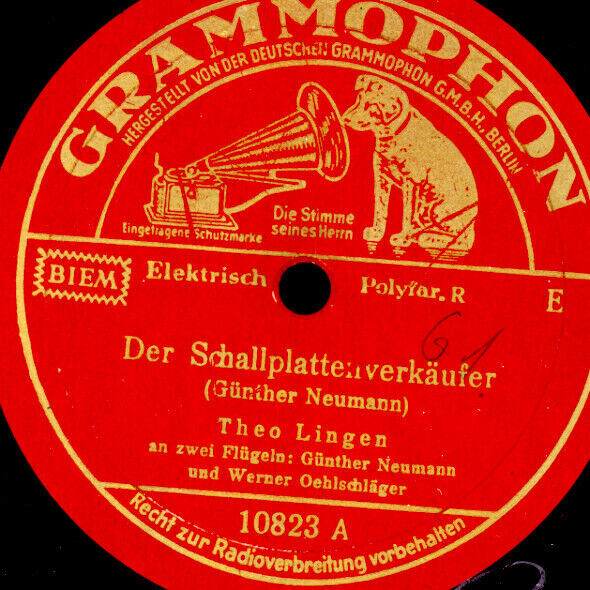 GRAMMOPHON
HERGESTELLT VON DER DEUTSCHEN GRAMMOPHON G.M.B.H., BERLIN
Die Stimme
seines Herrn
Eingetragene Schutzmarke
BIEM
Elektrisch
Polyfar. R
E
61
Der Schallplattenverkäufer
(Günther Neumann)
Theo Lingen
an zwei Flügeln: Günther Neumann
und Werner Oehlschläger
10823 A
Recht zur Radioverbreitung vorbehalten